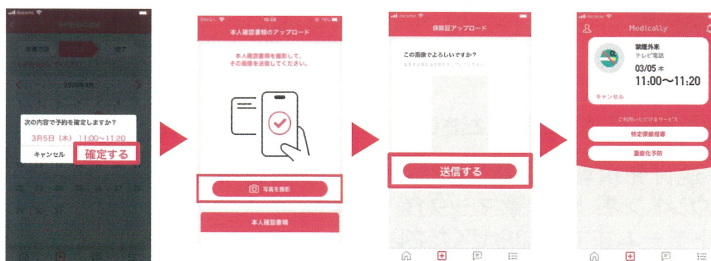 次の内容で予約を確定しますか？
3月5日（木） 11:00～11:20
キャンセル
確定する
本人確認書類のアップロード
本人確認書類を撮影して、
その画像を送信してください。
写真を撮影
本人確認書類
保険証アップロード
この画像でよろしいですか？
送信する
Medically
禁煙外来
テレビ電話
03/05 木
11:00～11:20
キャンセル
ご利用いただけるサービス
特定保健指導
重症化予防